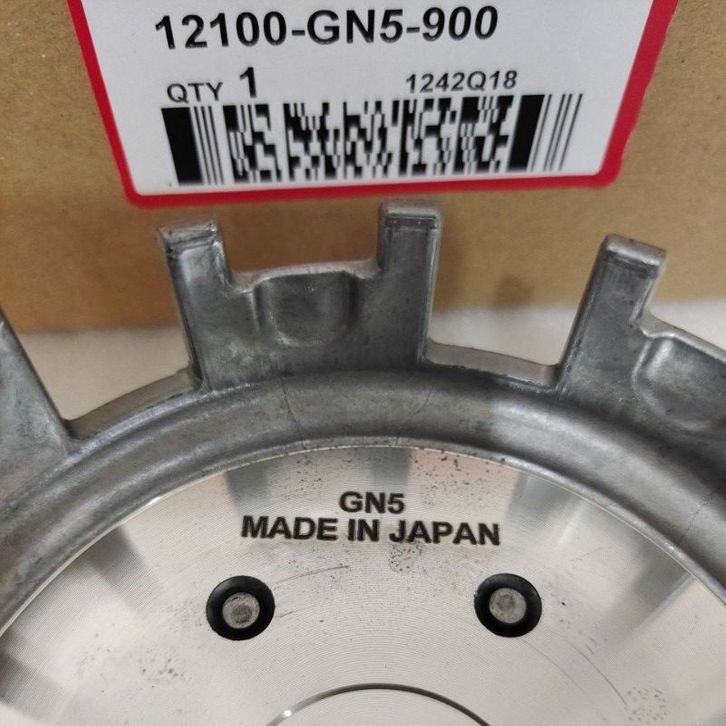 12100-GN5-900
QTY 1
1242Q18
GN5
MADE IN JAPAN